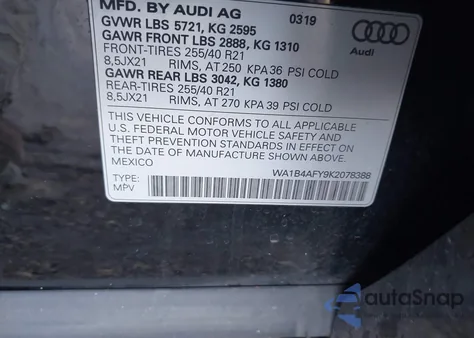 MFD. BY AUDI AG 0319
GVWR LBS 5721, KG 2595
GAWR FRONT LBS 2888, KG 1310
FRONT-TIRES 255/40 R21
8,5JX21 RIMS, AT 250 KPA 36 PSI COLD
GAWR REAR LBS 3042, KG 1380
REAR-TIRES 255/40 R21
8,5JX21 RIMS, AT 270 KPA 39 PSI COLD
Audi
THIS VEHICLE CONFORMS TO ALL APPLICABLE
U.S. FEDERAL MOTOR VEHICLE SAFETY AND
THEFT PREVENTION STANDARDS IN EFFECT ON
THE DATE OF MANUFACTURE SHOWN ABOVE.
MEXICO
WA1B4AFY9K2078388
TYPE:
MPV
autoSnap